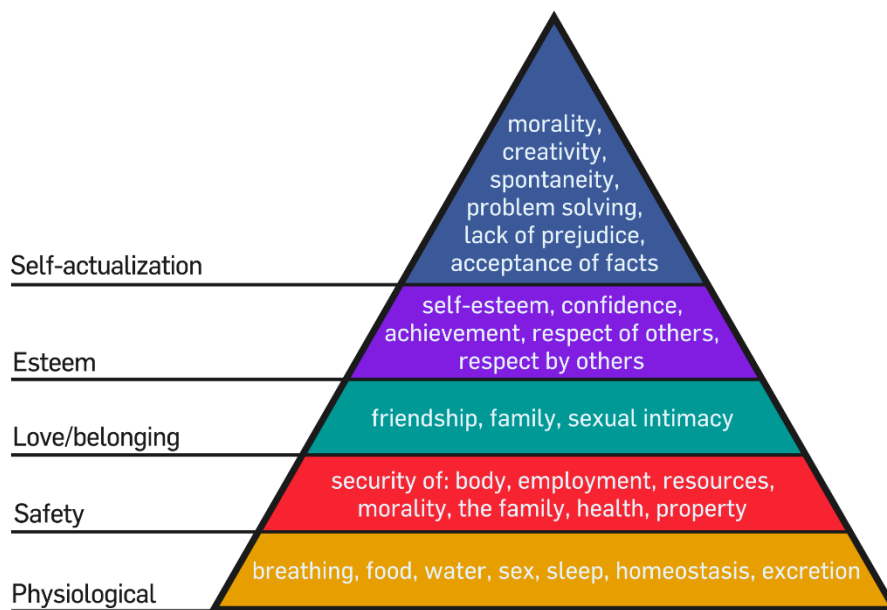 morality,
creativity,
spontaneity,
problem solving,
lack of prejudice,
acceptance of facts
Self-actualization
self-esteem, confidence,
achievement, respect of others,
respect by others
Esteem
friendship, family, sexual intimacy
Love/belonging
security of: body, employment, resources,
morality, the family, health, property
Safety
breathing, food, water, sex, sleep, homeostasis, excretion
Physiological